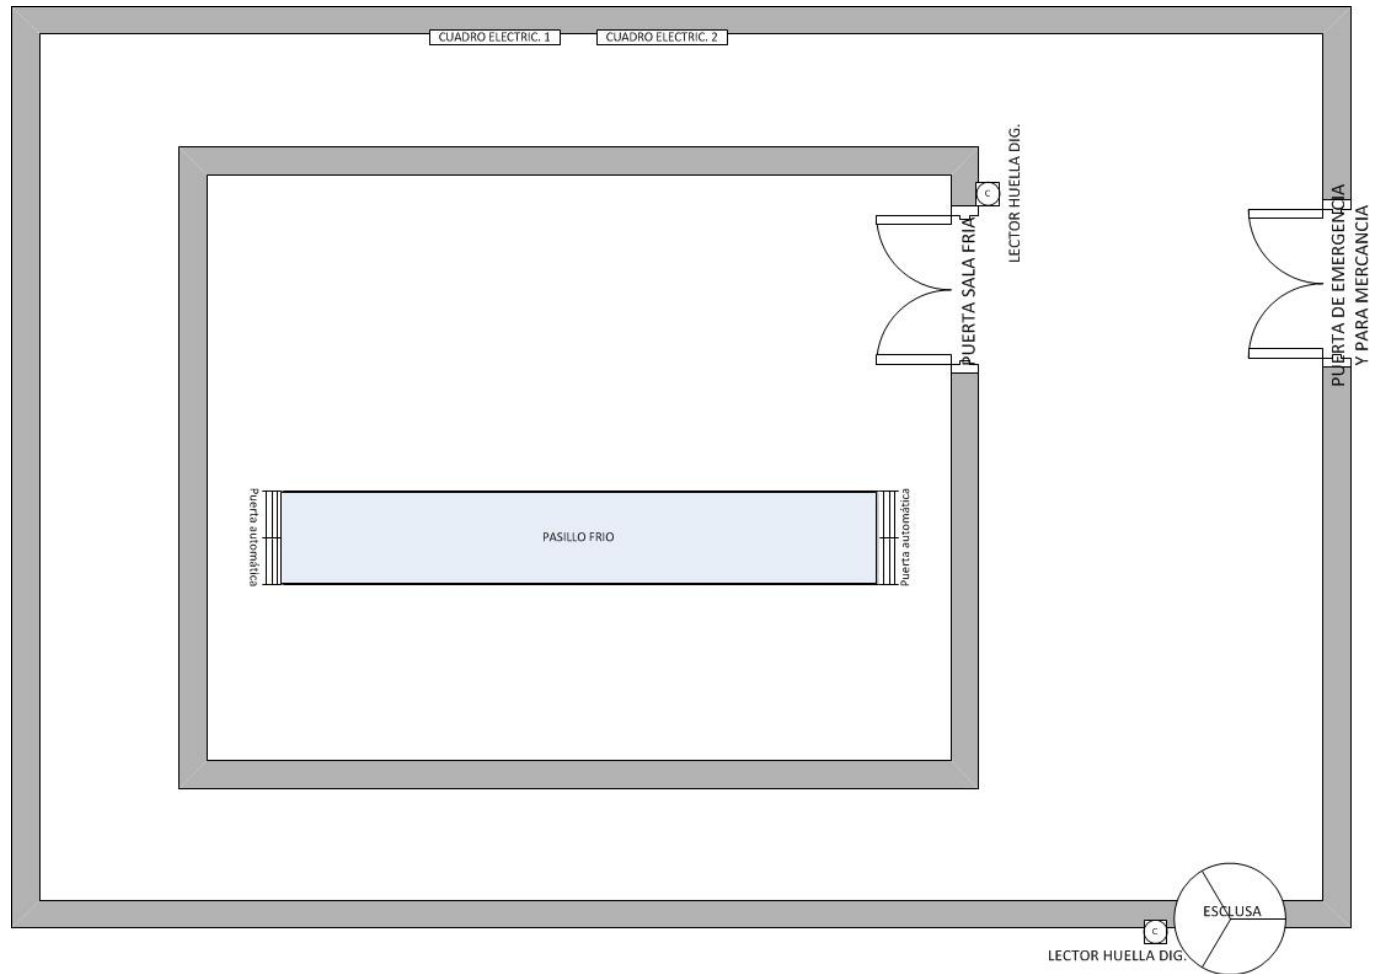 CUADRO ELECTRIC. 1
CUADRO ELECTRIC. 2
LECTOR HUELLA DIG.
C
PUERTA SALA FRIA
PUERTA DE EMERGENCIA
Y PARA MERCANCIA
Puerta automática
PASILLO FRIO
Puerta automática
ESCLUSA
C
LECTOR HUELLA DIG.